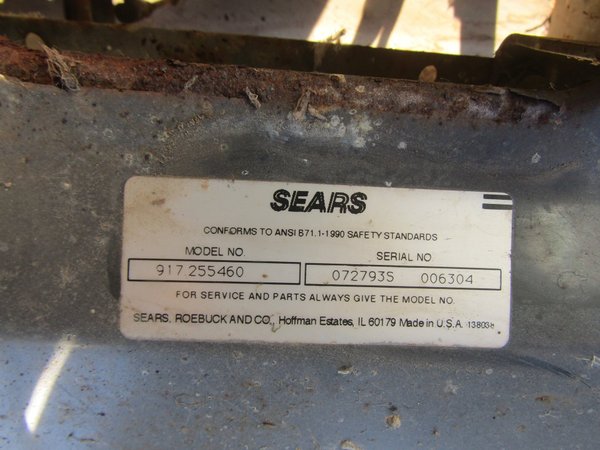 SEARS
CONFORMS TO ANSI B71.1-1990 SAFETY STANDARDS
MODEL NO. SERIAL NO
917.255460 072793S 006304
FOR SERVICE AND PARTS ALWAYS GIVE THE MODEL NO.
SEARS, ROEBUCK AND CO., Hoffman Estates, IL 60179 Made in U.S.A. 138038